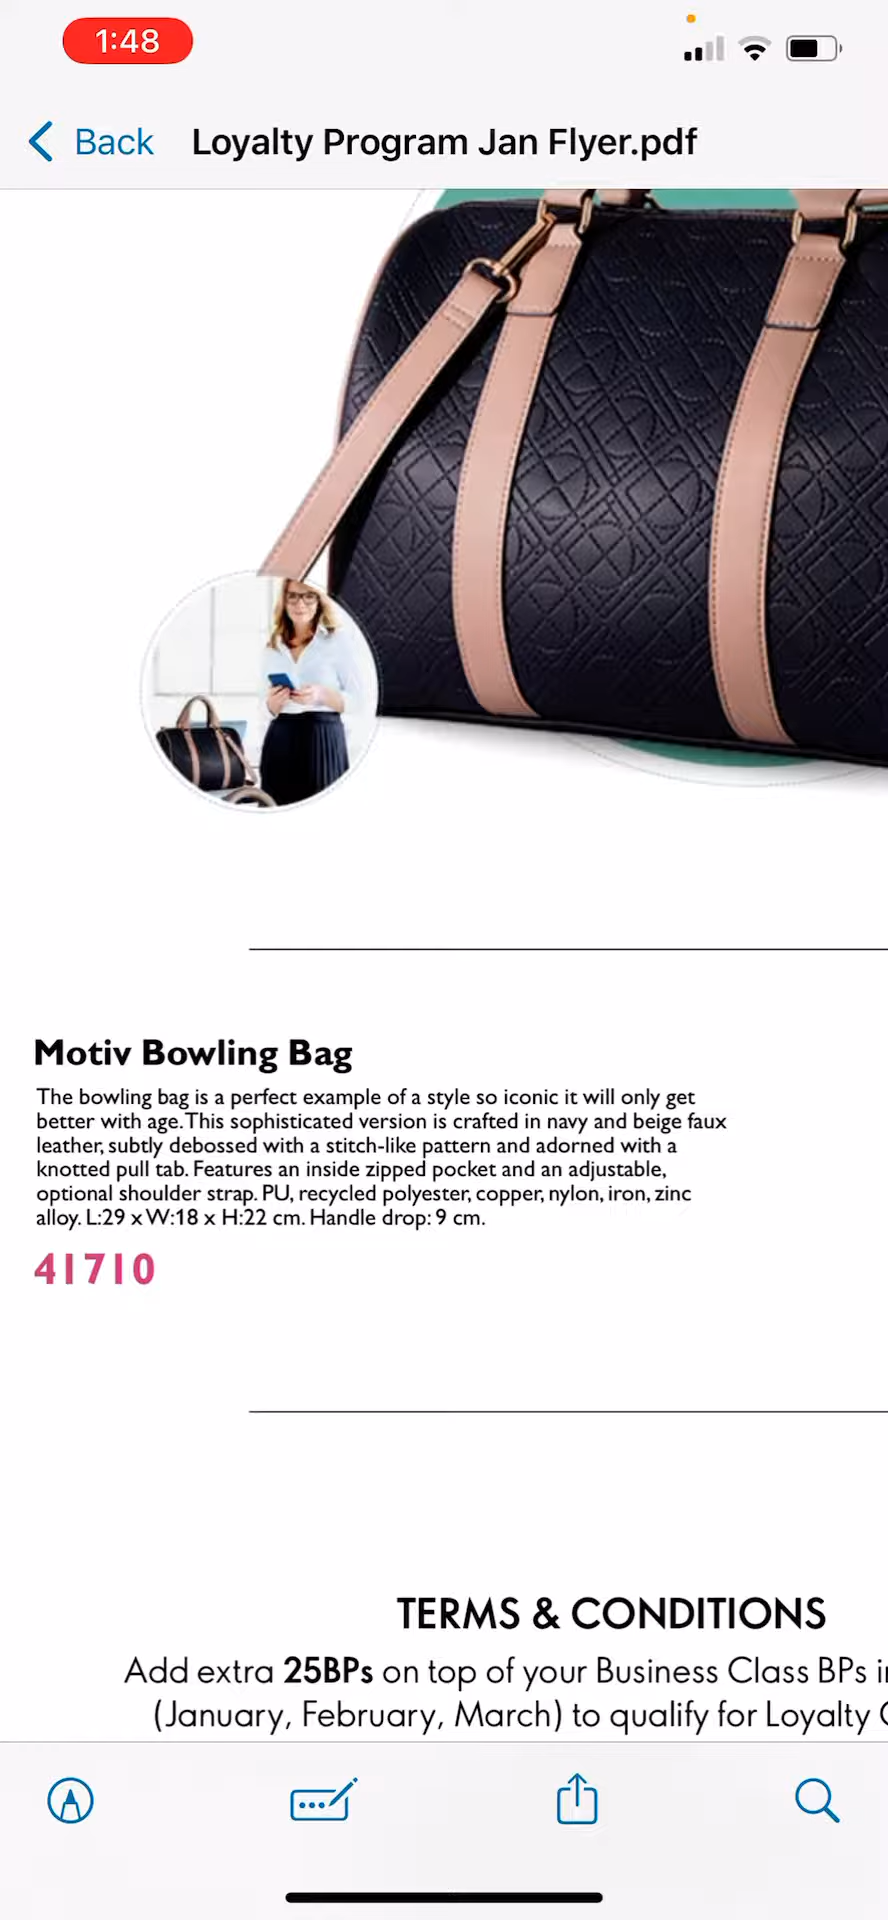 1:48
Back Loyalty Program Jan Flyer.pdf
Motiv Bowling Bag
The bowling bag is a perfect example of a style so iconic it will only get
better with age. This sophisticated version is crafted in navy and beige faux
leather, subtly debossed with a stitch-like pattern and adorned with a
knotted pull tab. Features an inside zipped pocket and an adjustable,
optional shoulder strap. PU, recycled polyester, copper, nylon, iron, zinc
alloy. L:29 x W:18 x H:22 cm. Handle drop: 9 cm.
41710
TERMS & CONDITIONS
Add extra 25BPs on top of your Business Class BPs
(January, February, March) to qualify for Loyalty